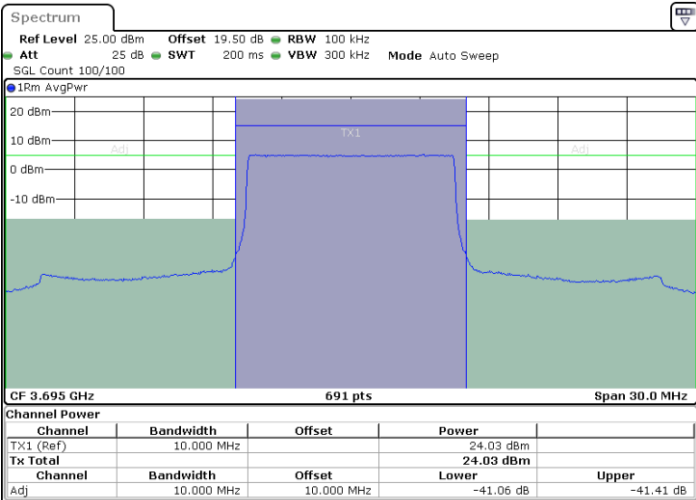 Spectrum
Ref Level 25.00 dBm Offset 19.50 dB RBW 100 kHz
Att 25 dB SWT 200 ms VBW 300 kHz Mode Auto Sweep
SGL Count 100/100
1Rm AvgPwr
20 dBm
TX1
10 dBm
Adj Adj
0 dBm
-10 dBm
CF 3.695 GHz 691 pts Span 30.0 MHz
Channel Power
Channel Bandwidth Offset Power
TX1 (Ref) 10.000 MHz 24.03 dBm
Tx Total 24.03 dBm
Channel Bandwidth Offset Lower Upper
Adj 10.000 MHz 10.000 MHz -41.06 dB -41.41 dB